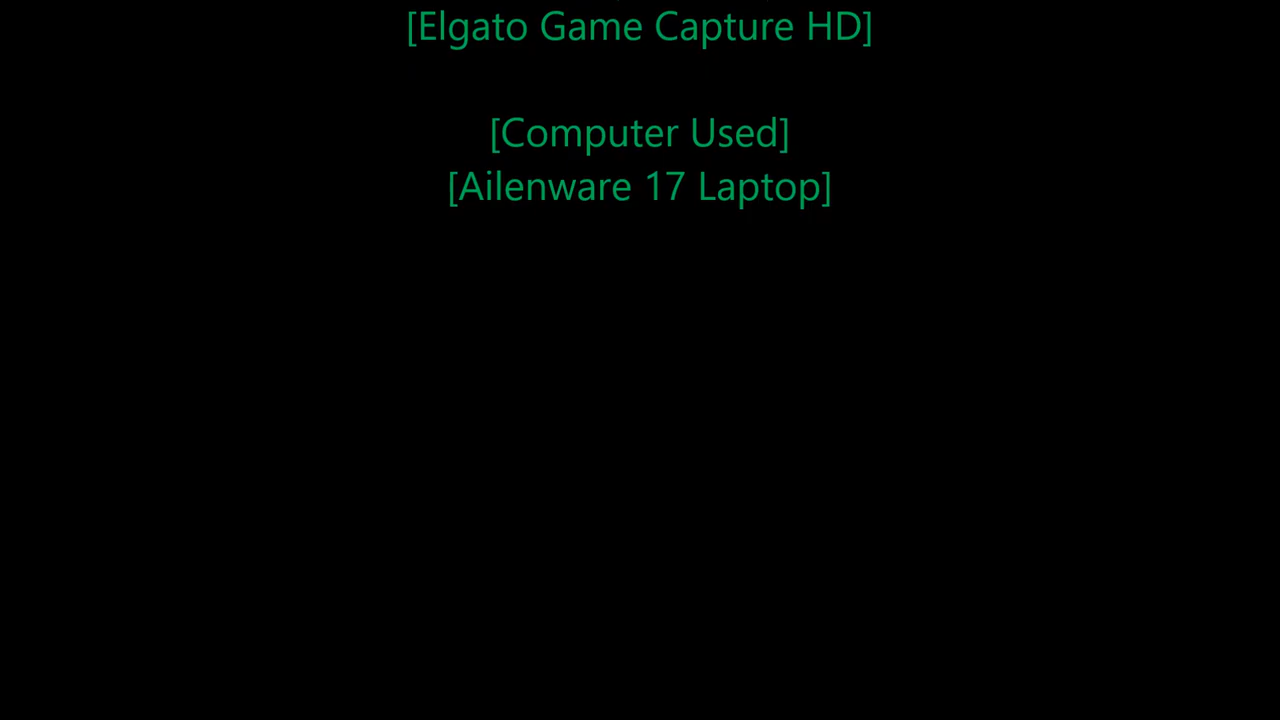 [Elgato Game Capture HD]
[Computer Used]
[Ailenware 17 Laptop]